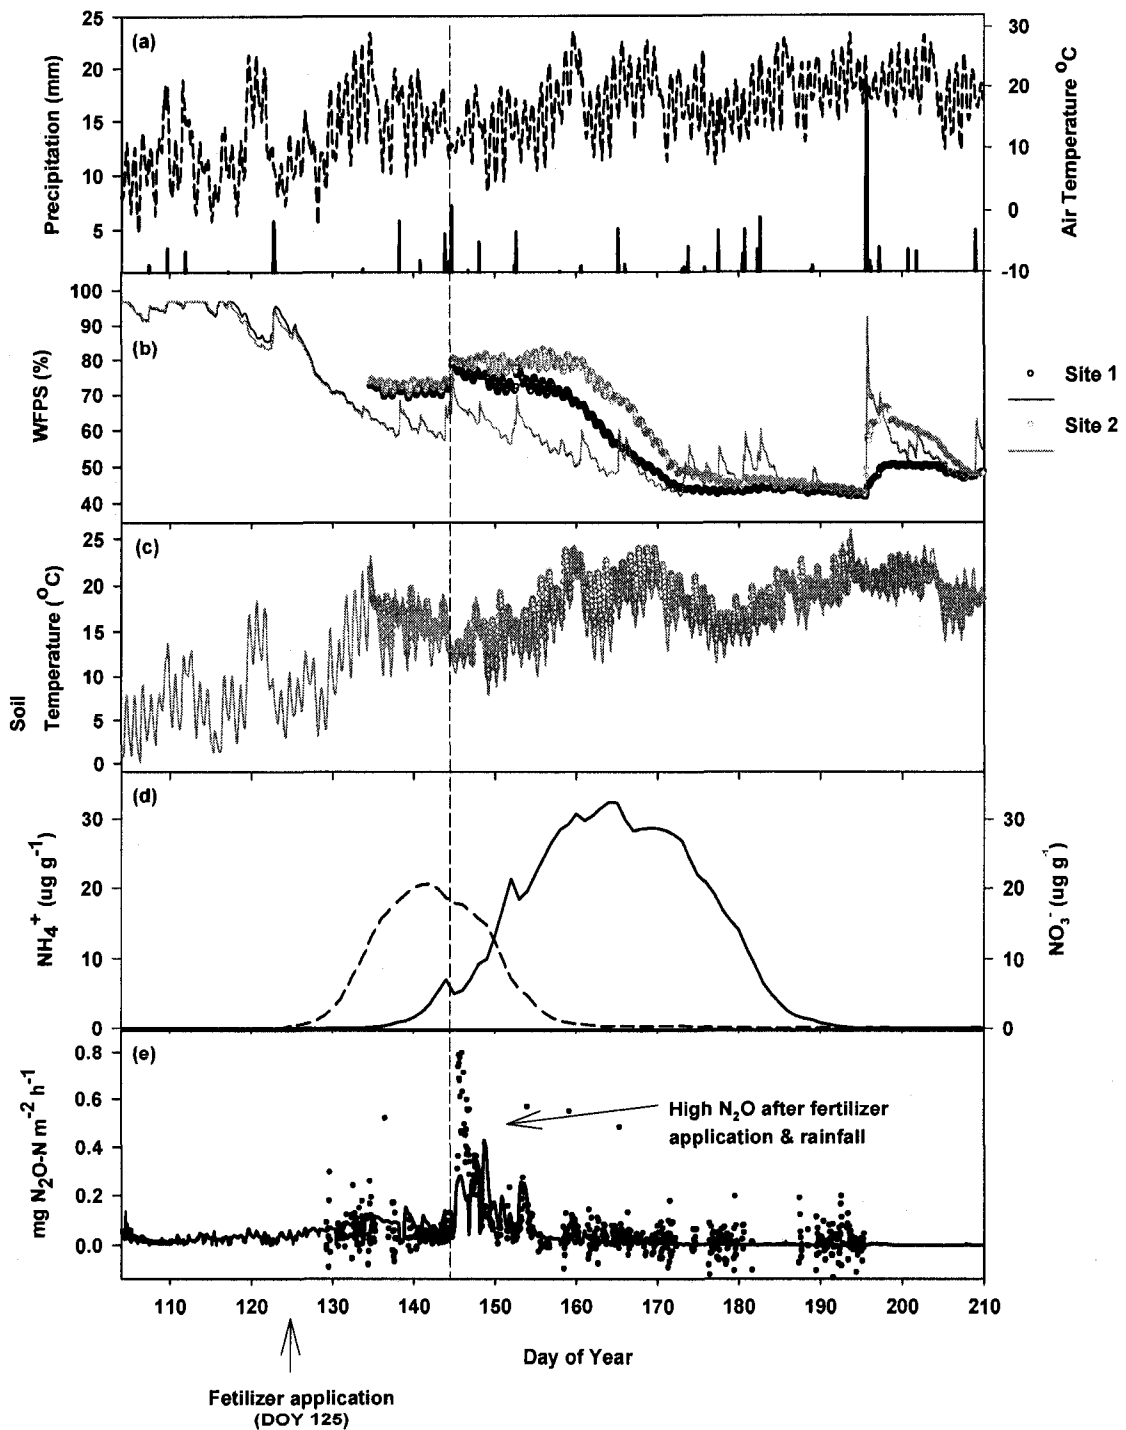 (a)
Precipitation (mm)
25
20
15
10
5
Air Temperature °C
30
20
10
0
-10
(b)
WFPS (%)
100
90
80
70
60
50
40
Site 1
Site 2
(c)
Soil
Temperature (°C)
25
20
15
10
5
0
(d)
NH₄⁺ (ug g⁻¹)
30
20
10
0
NO₃⁻ (ug g⁻¹)
30
20
10
0
(e)
mg N₂O-N m⁻² h⁻¹
0.8
0.6
0.4
0.2
0.0
High N₂O after fertilizer
application & rainfall
110 120 130 140 150 160 170 180 190 200 210
Day of Year
Fetilizer application
(DOY 125)